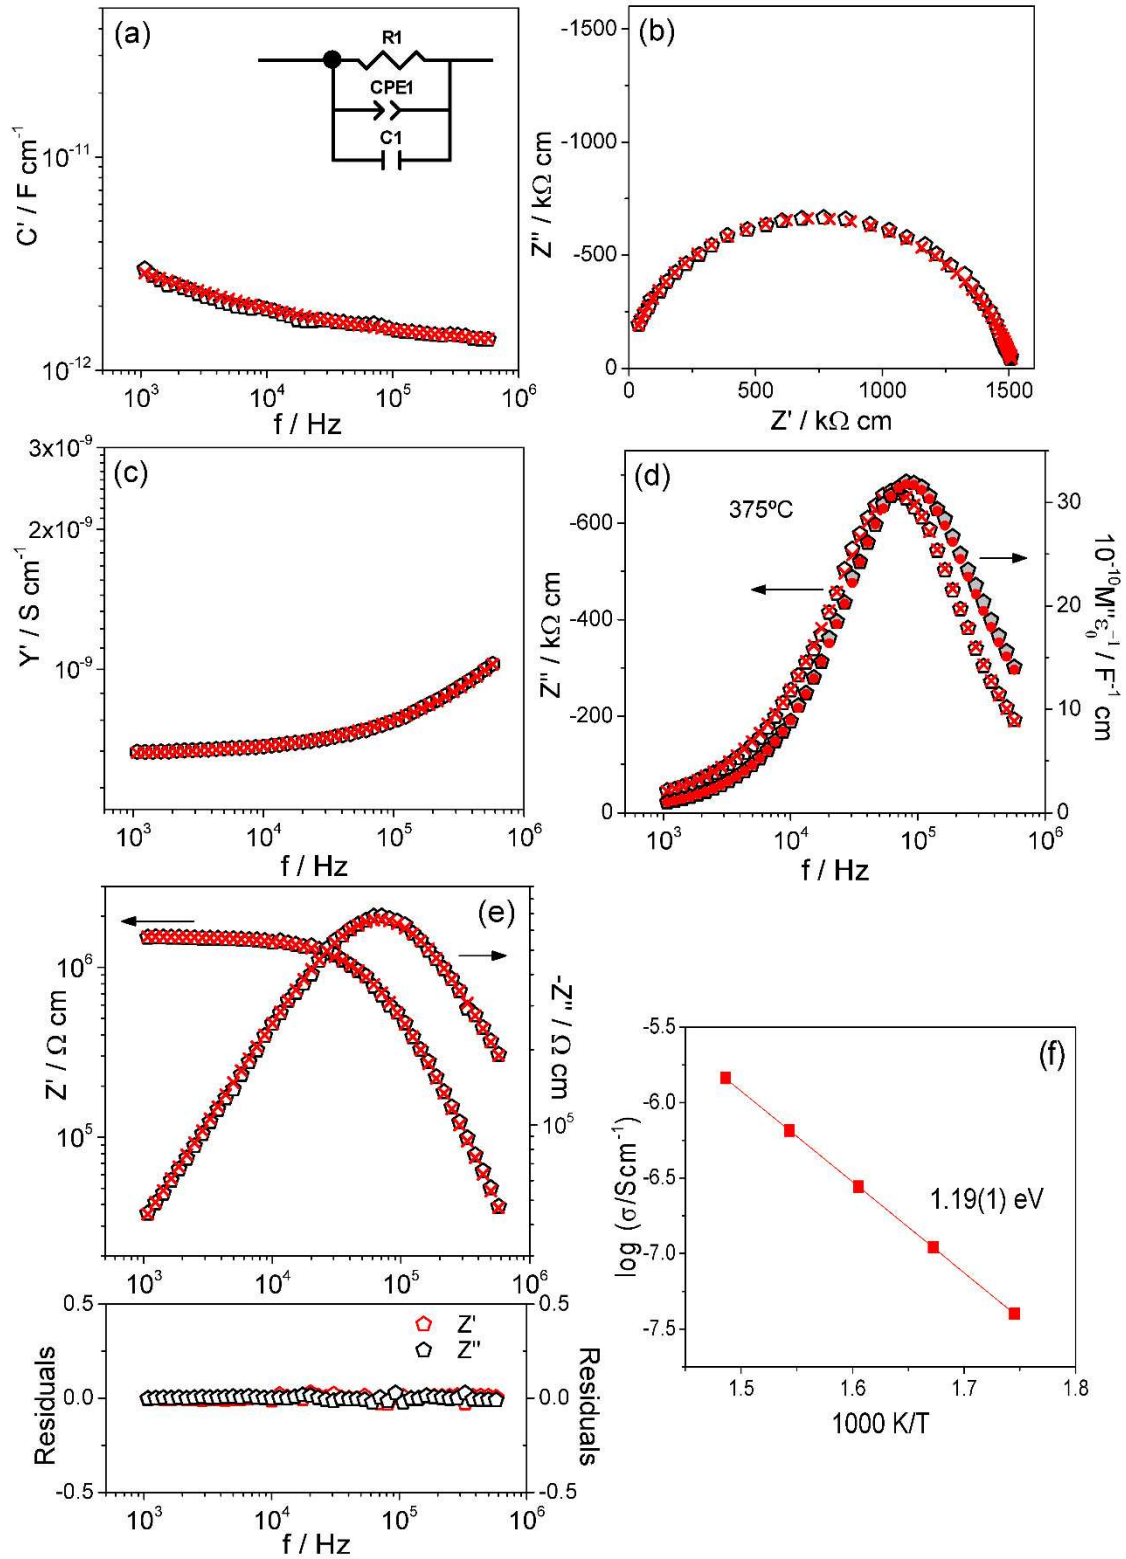 (a)
R1
CPE1
C1
C' / F cm⁻¹
10⁻¹¹
10⁻¹²
10³ 10⁴ 10⁵ 10⁶
f / Hz
(b)
Z'' / kΩ cm
-1500
-1000
-500
0
0 500 1000 1500
Z' / kΩ cm
(c)
Y' / S cm⁻¹
3x10⁻⁹
2x10⁻⁹
10⁻⁹
10³ 10⁴ 10⁵ 10⁶
f / Hz
(d)
375ºC
Z'' / kΩ cm
-600
-400
-200
0
30
20
10
0
10⁻¹⁰M''ε₀⁻¹ / F⁻¹ cm
10³ 10⁴ 10⁵ 10⁶
f / Hz
(e)
Z' / Ω cm
10⁶
10⁵
-Z'' / Ω cm
10⁵
10³ 10⁴ 10⁵ 10⁶
Residuals
0.5
0.0
-0.5
Z'
Z''
0.5
0.0
-0.5
Residuals
10³ 10⁴ 10⁵ 10⁶
f / Hz
(f)
log (σ/Scm⁻¹)
-5.5
-6.0
-6.5
-7.0
-7.5
1.19(1) eV
1.5 1.6 1.7 1.8
1000 K/T